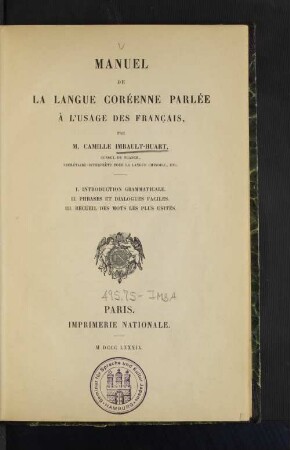 MANUEL
DE
LA LANGUE CORÉENNE PARLÉE
À L'USAGE DES FRANÇAIS,
PAR
M. CAMILLE IMBAULT-HUART,
CONSUL DE FRANCE,
I. INTRODUCTION GRAMMATICALE.
II. PHRASES ET DIALOGUES FACILES.
III. RECUEIL DES MOTS LES PLUS USITÉS.
PARIS.
IMPRIMERIE NATIONALE.
M DCCC LXXXIX.
HAMBURG